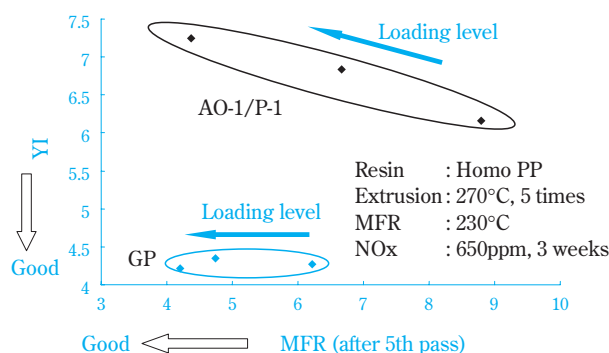 7.5
7
6.5
6
5.5
5
4.5
4
3 4 5 6 7 8 9 10
YI
Good
Loading level
AO-1/P-1
Resin : Homo PP
Extrusion : 270°C, 5 times
MFR : 230°C
NOx : 650ppm, 3 weeks
Loading level
GP
Good
MFR (after 5th pass)